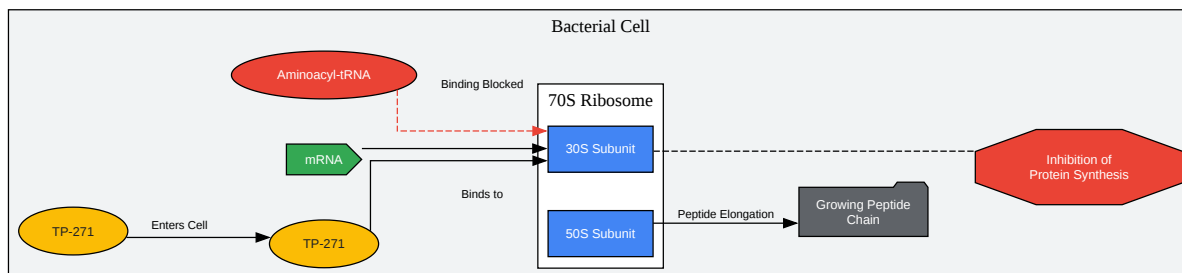 Bacterial Cell
Aminoacyl-tRNA
Binding Blocked
70S Ribosome
mRNA
30S Subunit
Inhibition of
Protein Synthesis
Binds to
TP-271
Enters Cell
TP-271
50S Subunit
Peptide Elongation
Growing Peptide
Chain